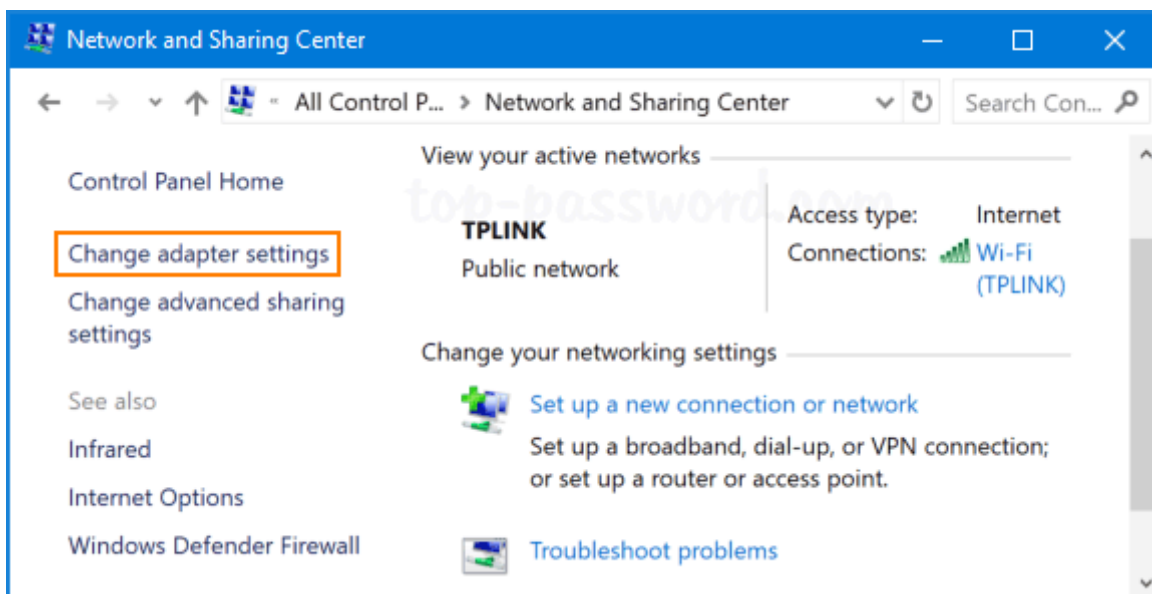 Network and Sharing Center
« All Control P... > Network and Sharing Center
Search Con...
Control Panel Home
Change adapter settings
Change advanced sharing
settings
See also
Infrared
Internet Options
Windows Defender Firewall
View your active networks
top-password.com
TPLINK
Public network
Access type: Internet
Connections: Wi-Fi
(TPLINK)
Change your networking settings
Set up a new connection or network
Set up a broadband, dial-up, or VPN connection;
or set up a router or access point.
Troubleshoot problems